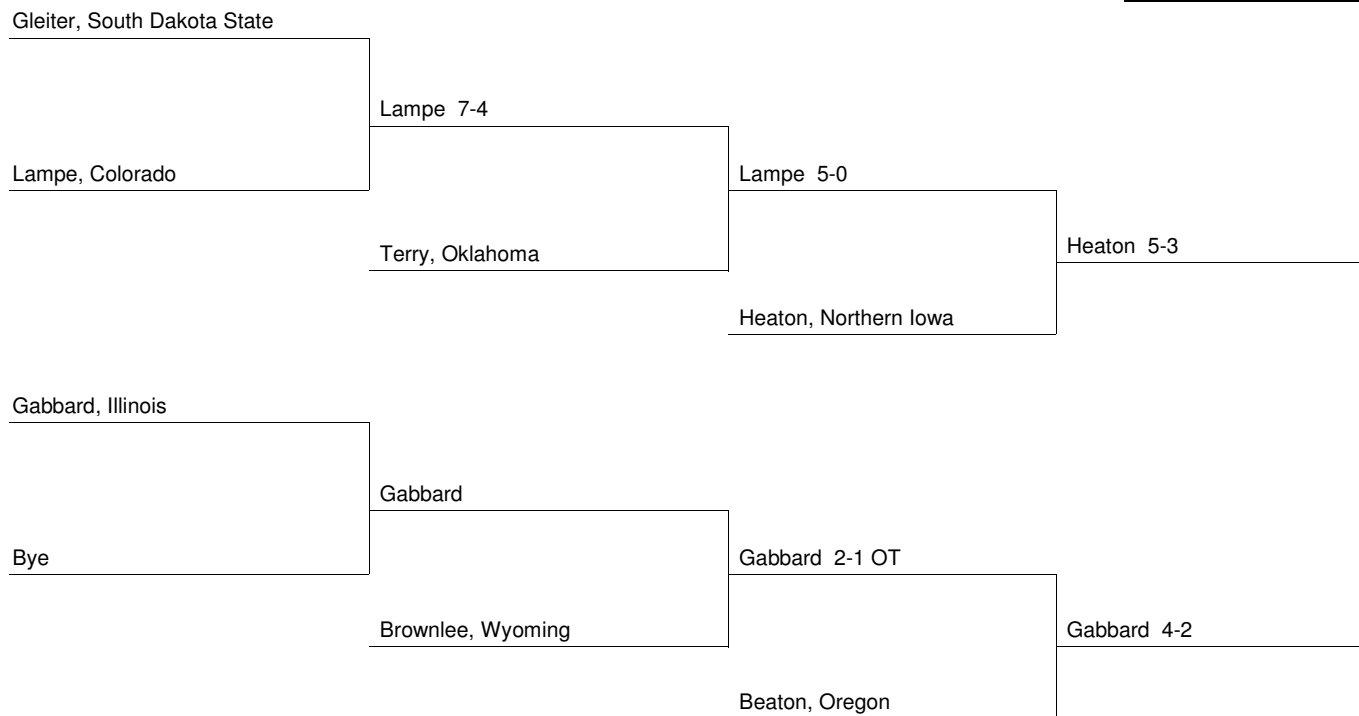 Gleiter, South Dakota State
Lampe 7-4
Lampe, Colorado
Lampe 5-0
Terry, Oklahoma
Heaton 5-3
Heaton, Northern Iowa
Gabbard, Illinois
Gabbard
Bye
Gabbard 2-1 OT
Brownlee, Wyoming
Gabbard 4-2
Beaton, Oregon